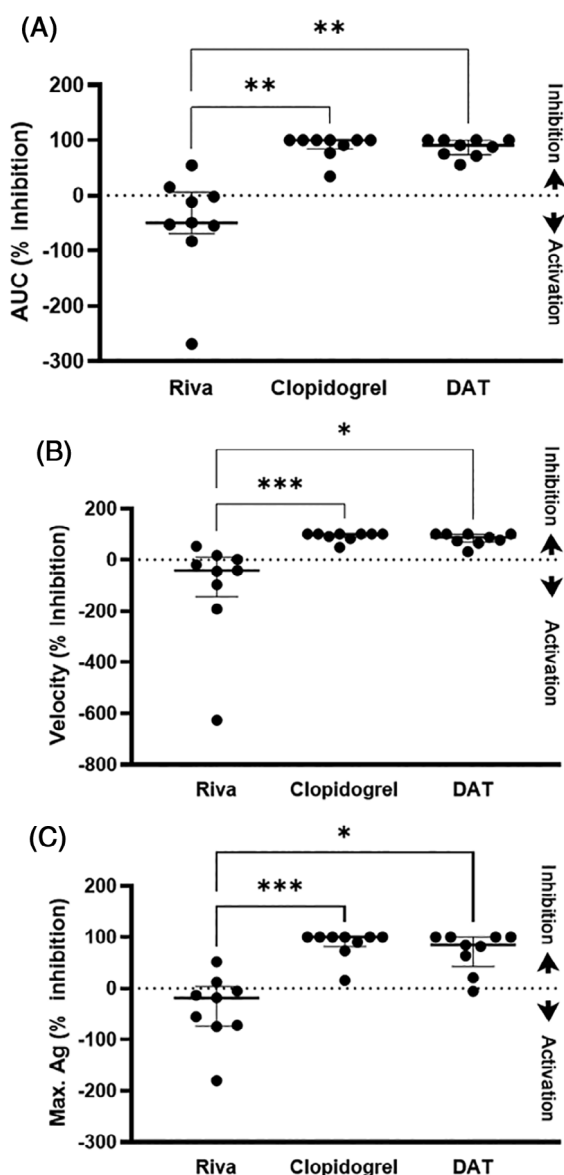 (A)
**
**
200
100
0
-100
-200
-300
AUC (% Inhibition)
Inhibition
Activation
Riva Clopidogrel DAT
(B)
*
***
200
0
-200
-400
-600
-800
Velocity (% Inhibition)
Inhibition
Activation
Riva Clopidogrel DAT
(C)
*
***
200
100
0
-100
-200
-300
Max. Ag (% inhibition)
Inhibition
Activation
Riva Clopidogrel DAT